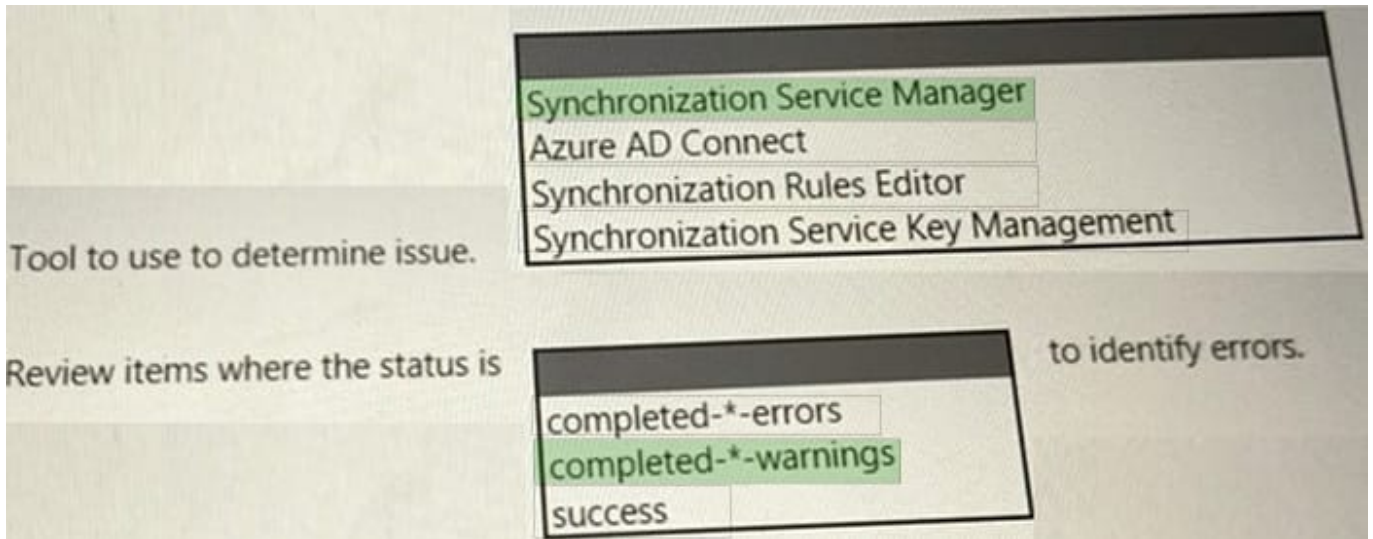 Synchronization Service Manager
Azure AD Connect
Synchronization Rules Editor
Synchronization Service Key Management
Tool to use to determine issue.
Review items where the status is
to identify errors.
completed-*-errors
completed-*-warnings
success